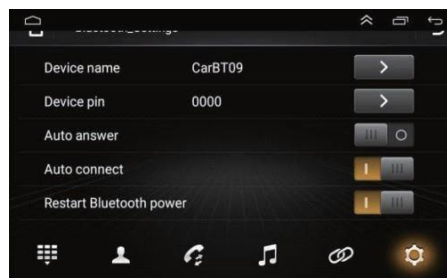 Device name CarBT09
Device pin 0000
Auto answer
Auto connect
Restart Bluetooth power